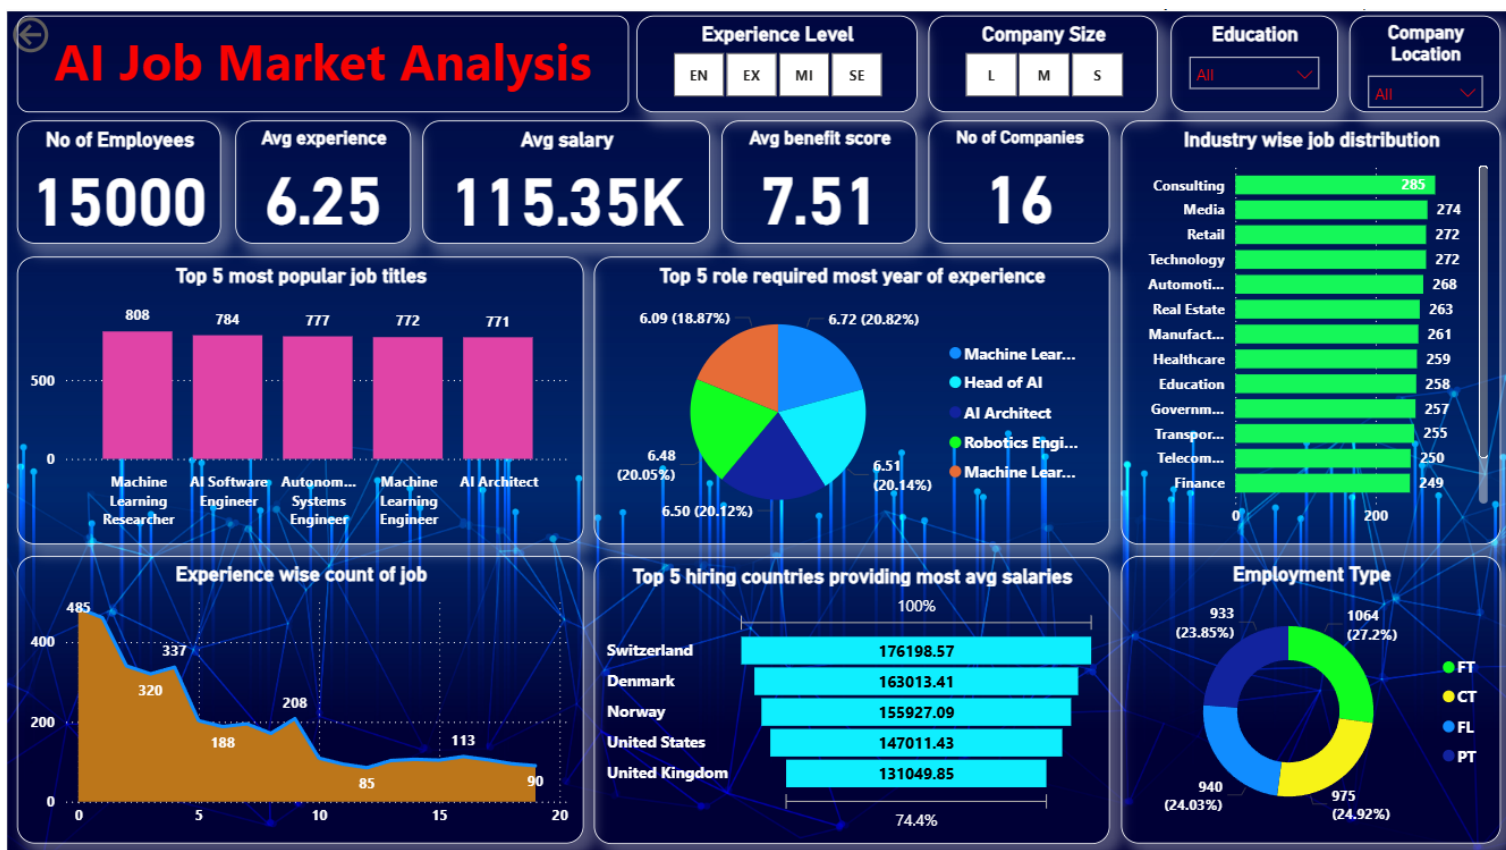 AI Job Market Analysis
Experience Level
EN EX MI SE
Company Size
L M S
Education
All
Company
Location
All
No of Employees
15000
Avg experience
6.25
Avg salary
115.35K
Avg benefit score
7.51
No of Companies
16
Industry wise job distribution
Consulting 285
Media 274
Retail 272
Technology 272
Automoti... 268
Real Estate 263
Manufact... 261
Healthcare 259
Education 258
Governm... 257
Transpor... 255
Telecom... 250
Finance 249
0 200
Top 5 most popular job titles
808 784 777 772 771
500
0
Machine
Learning
Researcher
AI Software
Engineer
Autonom...
Systems
Engineer
Machine
Learning
Engineer
AI Architect
Top 5 role required most year of experience
6.09 (18.87%)
6.72 (20.82%)
6.48
(20.05%)
6.51
(20.14%)
6.50 (20.12%)
Machine Lear...
Head of AI
AI Architect
Robotics Engi...
Machine Lear...
Experience wise count of job
485
400
337
320
208
200
188
113
85
90
0
0 5 10 15 20
Top 5 hiring countries providing most avg salaries
100%
Switzerland 176198.57
Denmark 163013.41
Norway 155927.09
United States 147011.43
United Kingdom 131049.85
74.4%
Employment Type
933
(23.85%)
1064
(27.2%)
940
(24.03%)
975
(24.92%)
FT
CT
FL
PT